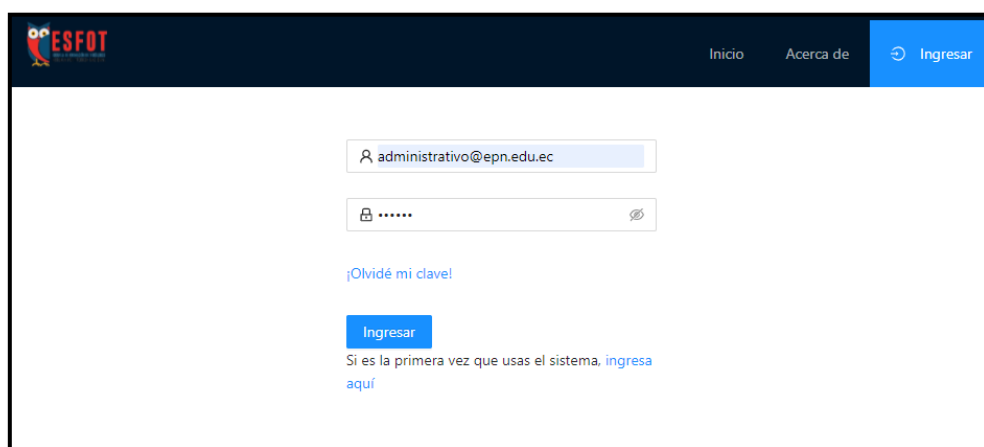 ESFOT
Inicio
Acerca de
Ingresar
administrativo@epn.edu.ec
••••••
¡Olvidé mi clave!
Ingresar
Si es la primera vez que usas el sistema, ingresa
aquí